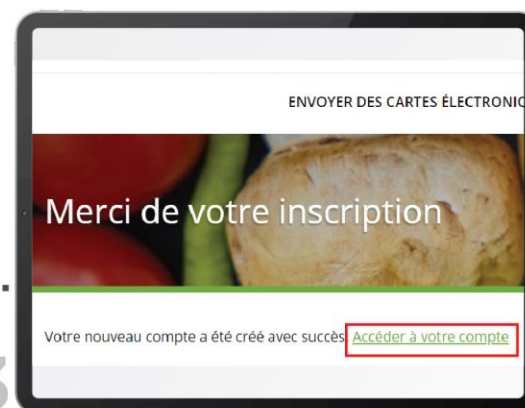 ENVOYER DES CARTES ÉLECTRONIC
Merci de votre inscription
Votre nouveau compte a été créé avec succès Accéder à votre compte